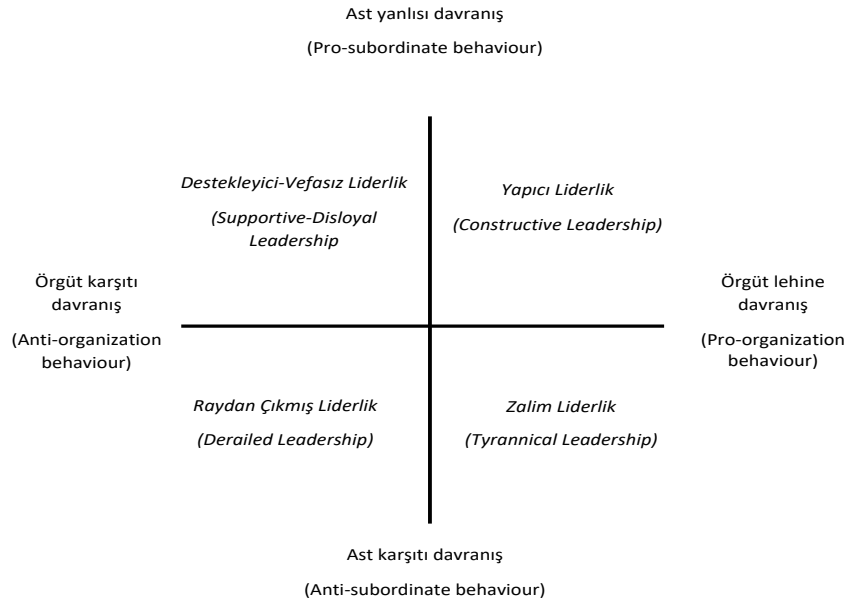 Ast yanlısı davranış
(Pro-subordinate behaviour)
Destekleyici-Vefasız Liderlik
(Supportive-Disloyal
Leadership
Yapıcı Liderlik
(Constructive Leadership)
Örgüt karşıtı
davranış
(Anti-organization
behaviour)
Örgüt lehine
davranış
(Pro-organization
behaviour)
Raydan Çıkmış Liderlik
(Derailed Leadership)
Zalim Liderlik
(Tyrannical Leadership)
Ast karşıtı davranış
(Anti-subordinate behaviour)